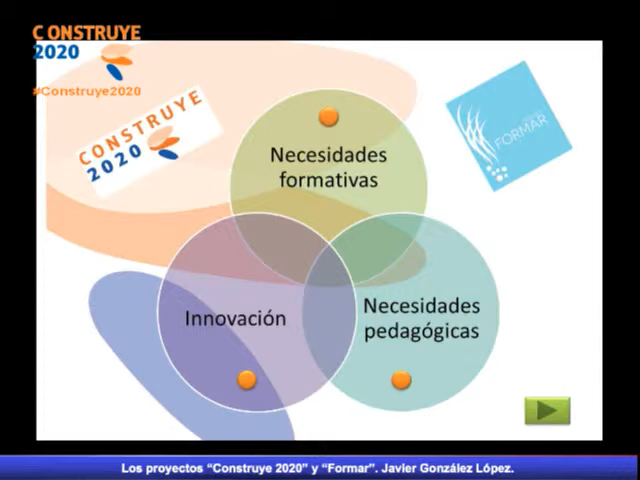 CONSTRUYE
2020
#Construye2020
CONSTRUYE
2020
FORMAR
Necesidades
formativas
Innovación
Necesidades
pedagógicas
Los proyectos “Construye 2020” y “Formar”. Javier González López.